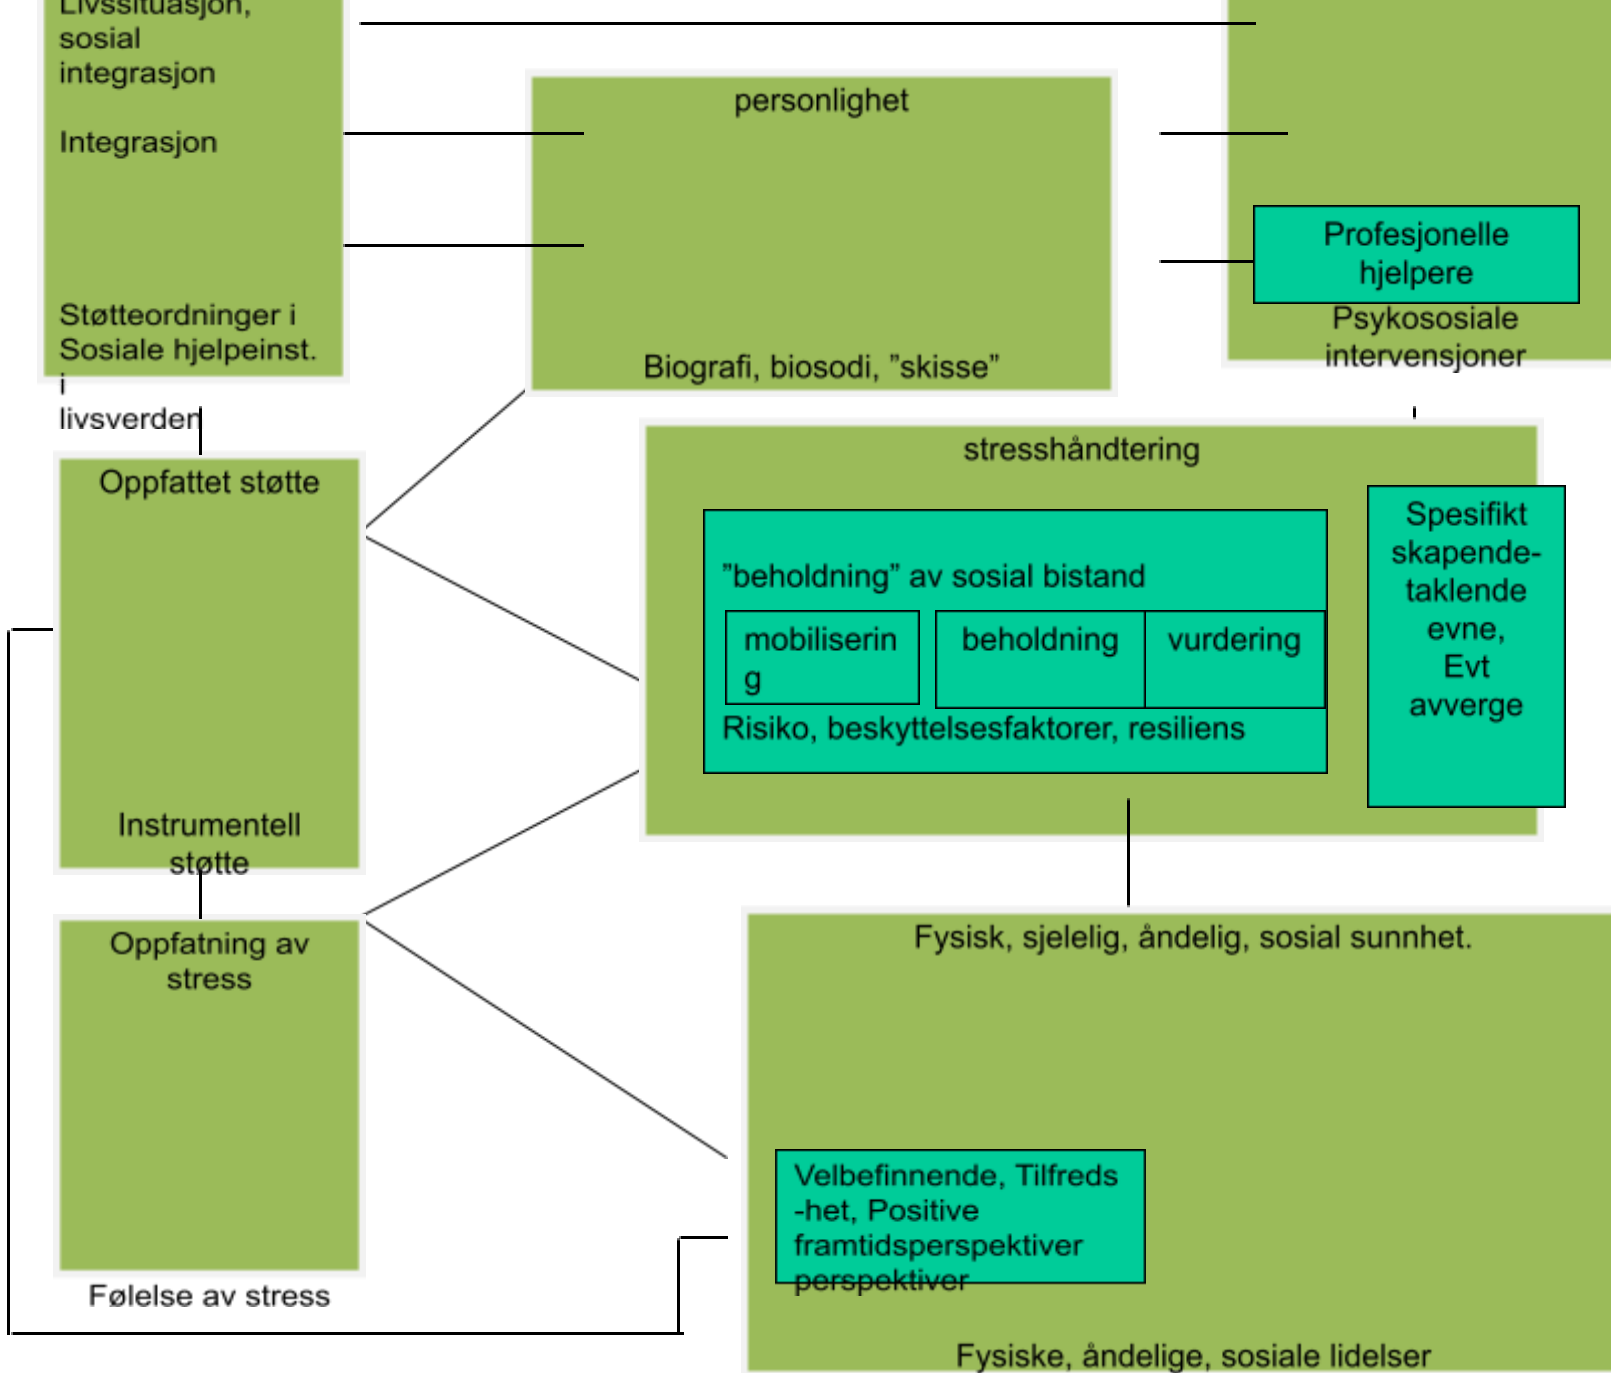 Livssituasjon,
sosial
integrasjon
Integrasjon
Støtteordninger i
Sosiale hjelpeinst.
i
livsverden
personlighet
Biografi, biosodi, ”skisse”
Profesjonelle
hjelpere
Psykososiale
intervensjoner
Oppfattet støtte
Instrumentell
støtte
stresshåndtering
”beholdning” av sosial bistand
mobiliserin
g
beholdning
vurdering
Risiko, beskyttelsesfaktorer, resiliens
Spesifikt
skapende-
taklende
evne,
Evt
avverge
Oppfatning av
stress
Følelse av stress
Fysisk, sjelelig, åndelig, sosial sunnhet.
Velbefinnende, Tilfreds
-het, Positive
framtidsperspektiver
perspektiver
Fysiske, åndelige, sosiale lidelser